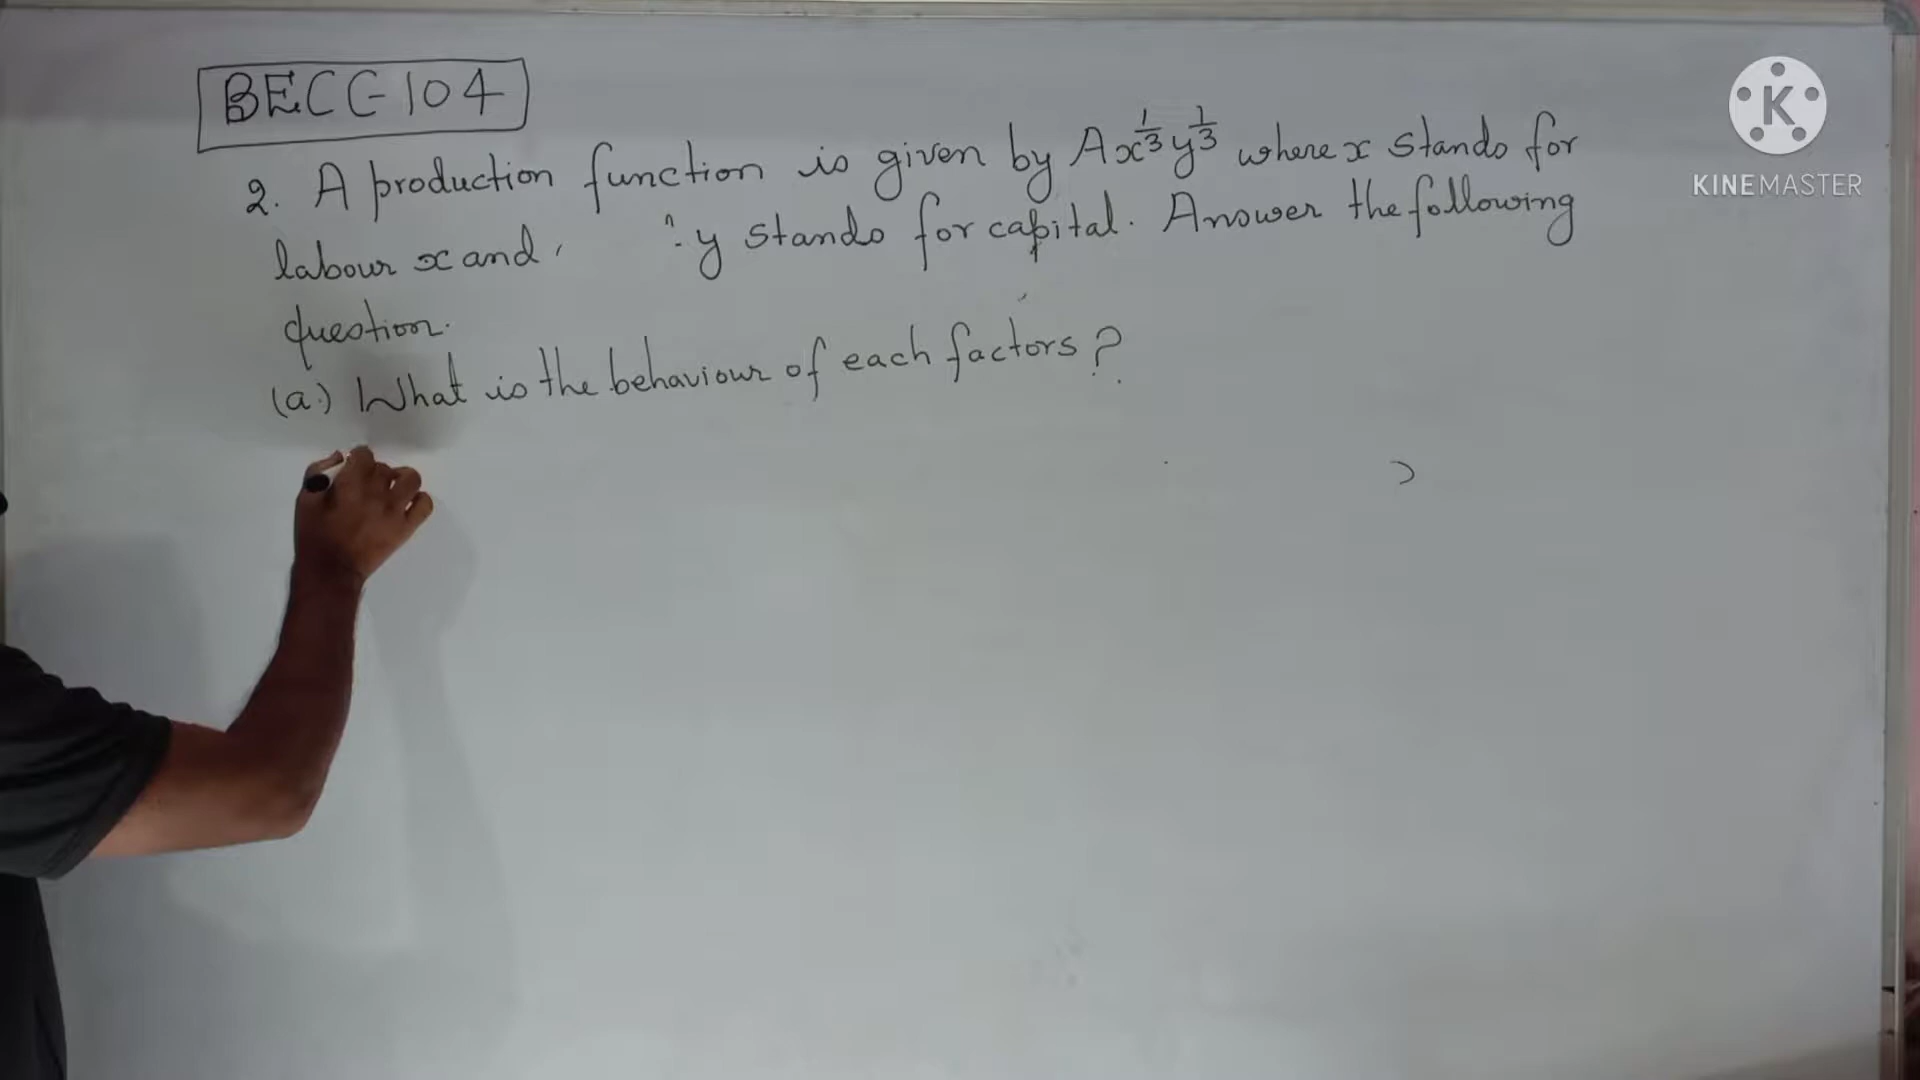 BECC-104
2. A production function is given by Ax^{1/3}y^{1/3} where x stands for
labour x and y stands for capital. Answer the following
question.
(a.) What is the behaviour of each factors?
K
KINEMASTER